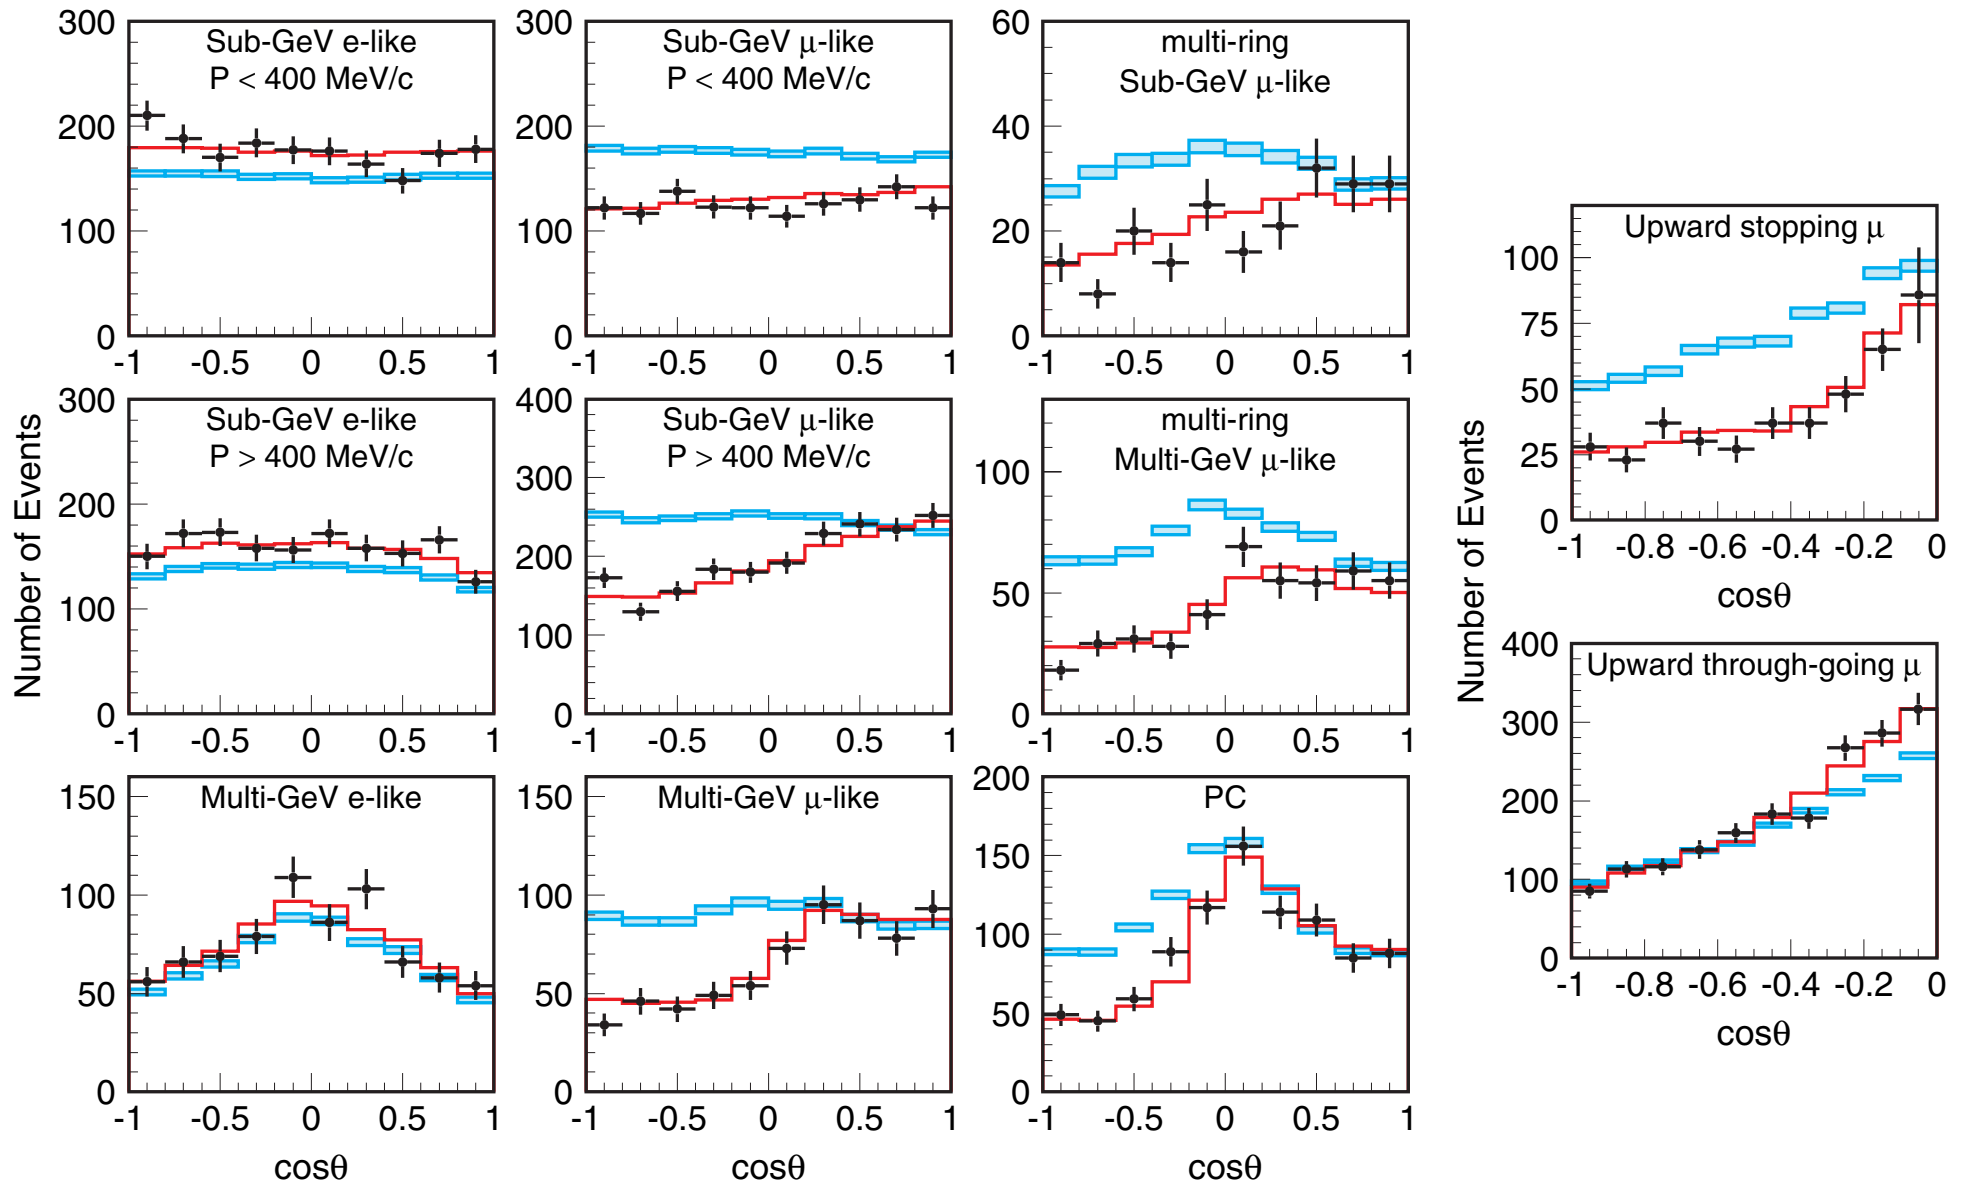 Sub-GeV e-like
P < 400 MeV/c
300
200
100
0
-1 -0.5 0 0.5 1
Sub-GeV μ-like
P < 400 MeV/c
300
200
100
0
-1 -0.5 0 0.5 1
multi-ring
Sub-GeV μ-like
60
40
20
0
-1 -0.5 0 0.5 1
Number of Events
Sub-GeV e-like
P > 400 MeV/c
300
200
100
0
-1 -0.5 0 0.5 1
Sub-GeV μ-like
P > 400 MeV/c
400
300
200
100
0
-1 -0.5 0 0.5 1
multi-ring
Multi-GeV μ-like
100
50
0
-1 -0.5 0 0.5 1
Multi-GeV e-like
150
100
50
0
-1 -0.5 0 0.5 1
cosθ
Multi-GeV μ-like
150
100
50
0
-1 -0.5 0 0.5 1
cosθ
PC
200
150
100
50
0
-1 -0.5 0 0.5 1
cosθ
Number of Events
Upward stopping μ
100
75
50
25
0
-1 -0.8 -0.6 -0.4 -0.2 0
cosθ
Upward through-going μ
400
300
200
100
0
-1 -0.8 -0.6 -0.4 -0.2 0
cosθ